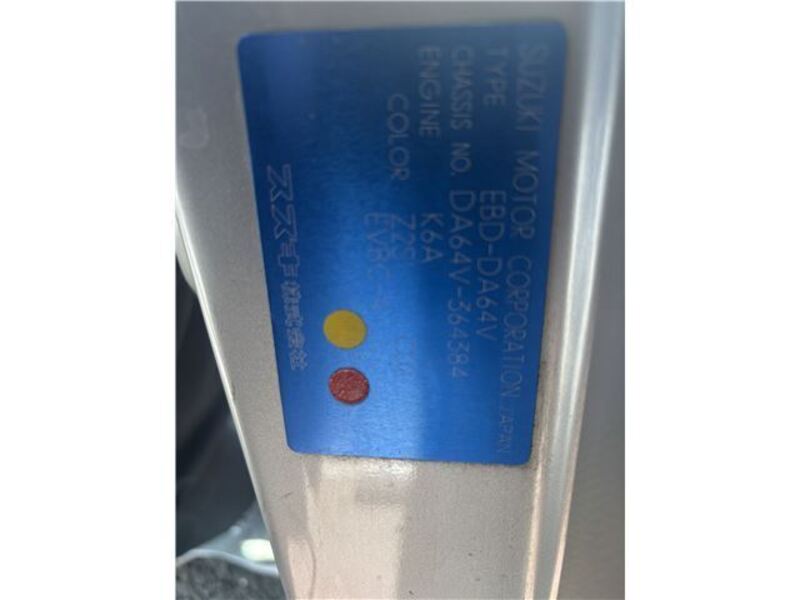 SUZUKI MOTOR CORPORATION JAPAN
TYPE EBD-DA64V
CHASSIS NO. DA64V-364384
ENGINE K6A
COLOR Z2S
スズキ株式会社